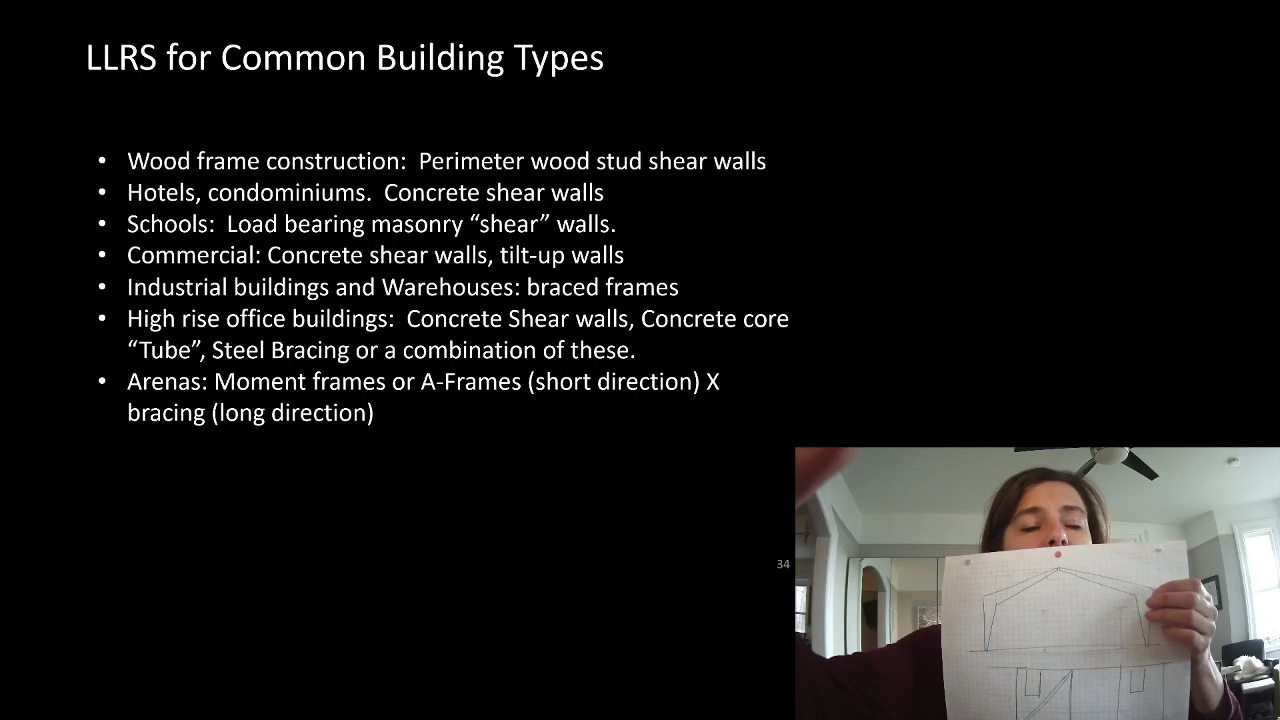 LLRS for Common Building Types
• Wood frame construction:  Perimeter wood stud shear walls
• Hotels, condominiums.  Concrete shear walls
• Schools:  Load bearing masonry “shear” walls.
• Commercial: Concrete shear walls, tilt-up walls
• Industrial buildings and Warehouses: braced frames
• High rise office buildings:  Concrete Shear walls, Concrete core
“Tube”, Steel Bracing or a combination of these.
• Arenas: Moment frames or A-Frames (short direction) X
bracing (long direction)
34